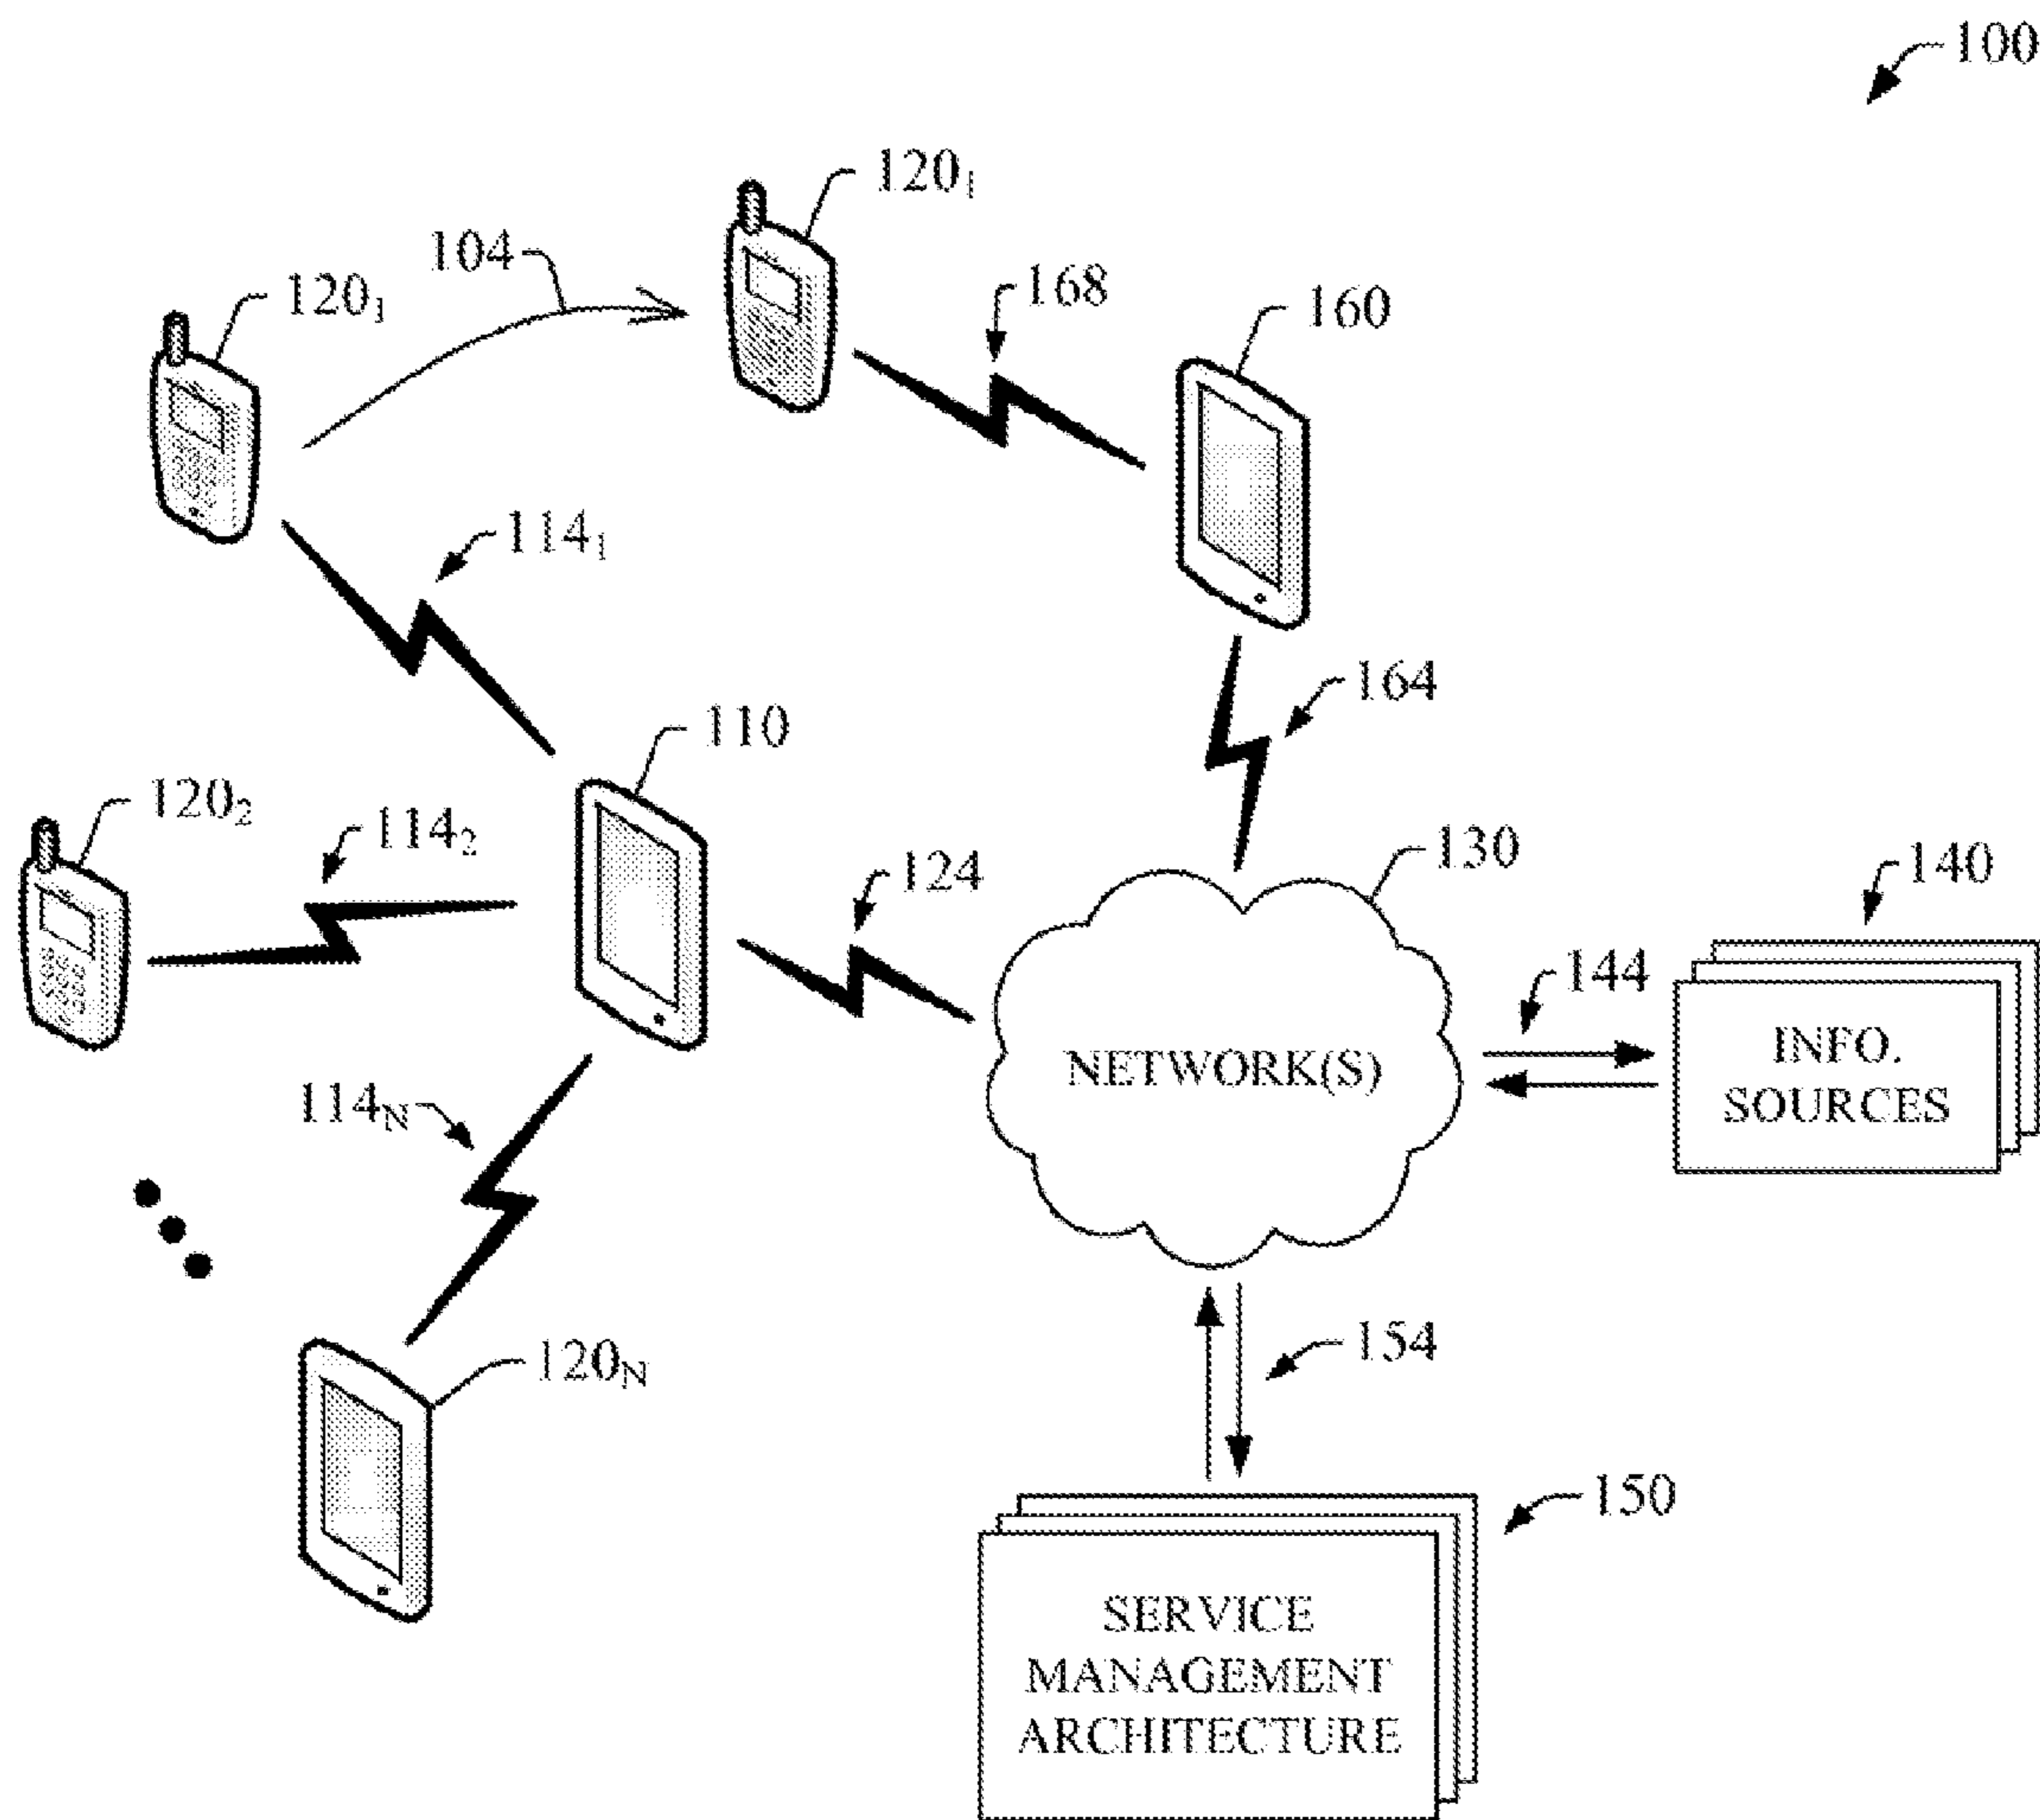 100
120₁
104
120₁
168
160
114₁
164
110
120₂
114₂
124
130
140
144
NETWORK(S)
INFO.
SOURCES
114N
154
120N
150
SERVICE
MANAGEMENT
ARCHITECTURE